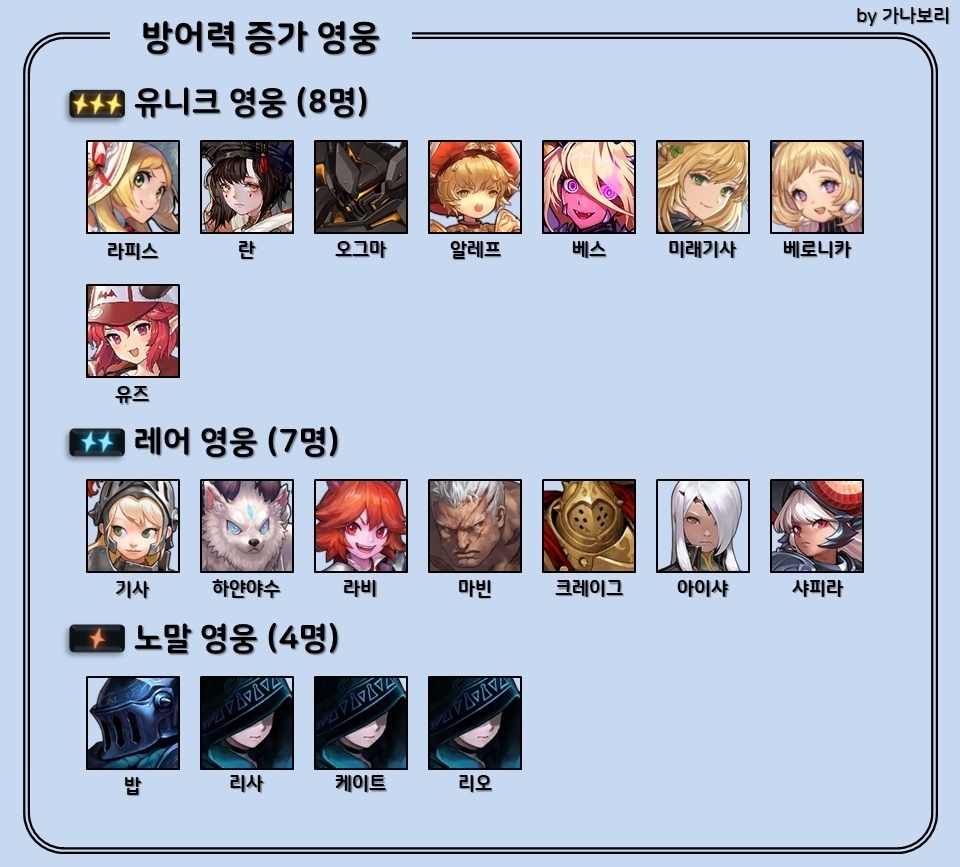 by 가나보리
방어력 증가 영웅
유니크 영웅 (8명)
라피스 란 오그마 알레프 베스 미래기사 베로니카
유즈
레어 영웅 (7명)
기사 하얀야수 라비 마빈 크레이그 아이샤 샤피라
노말 영웅 (4명)
밥 리사 케이트 리오